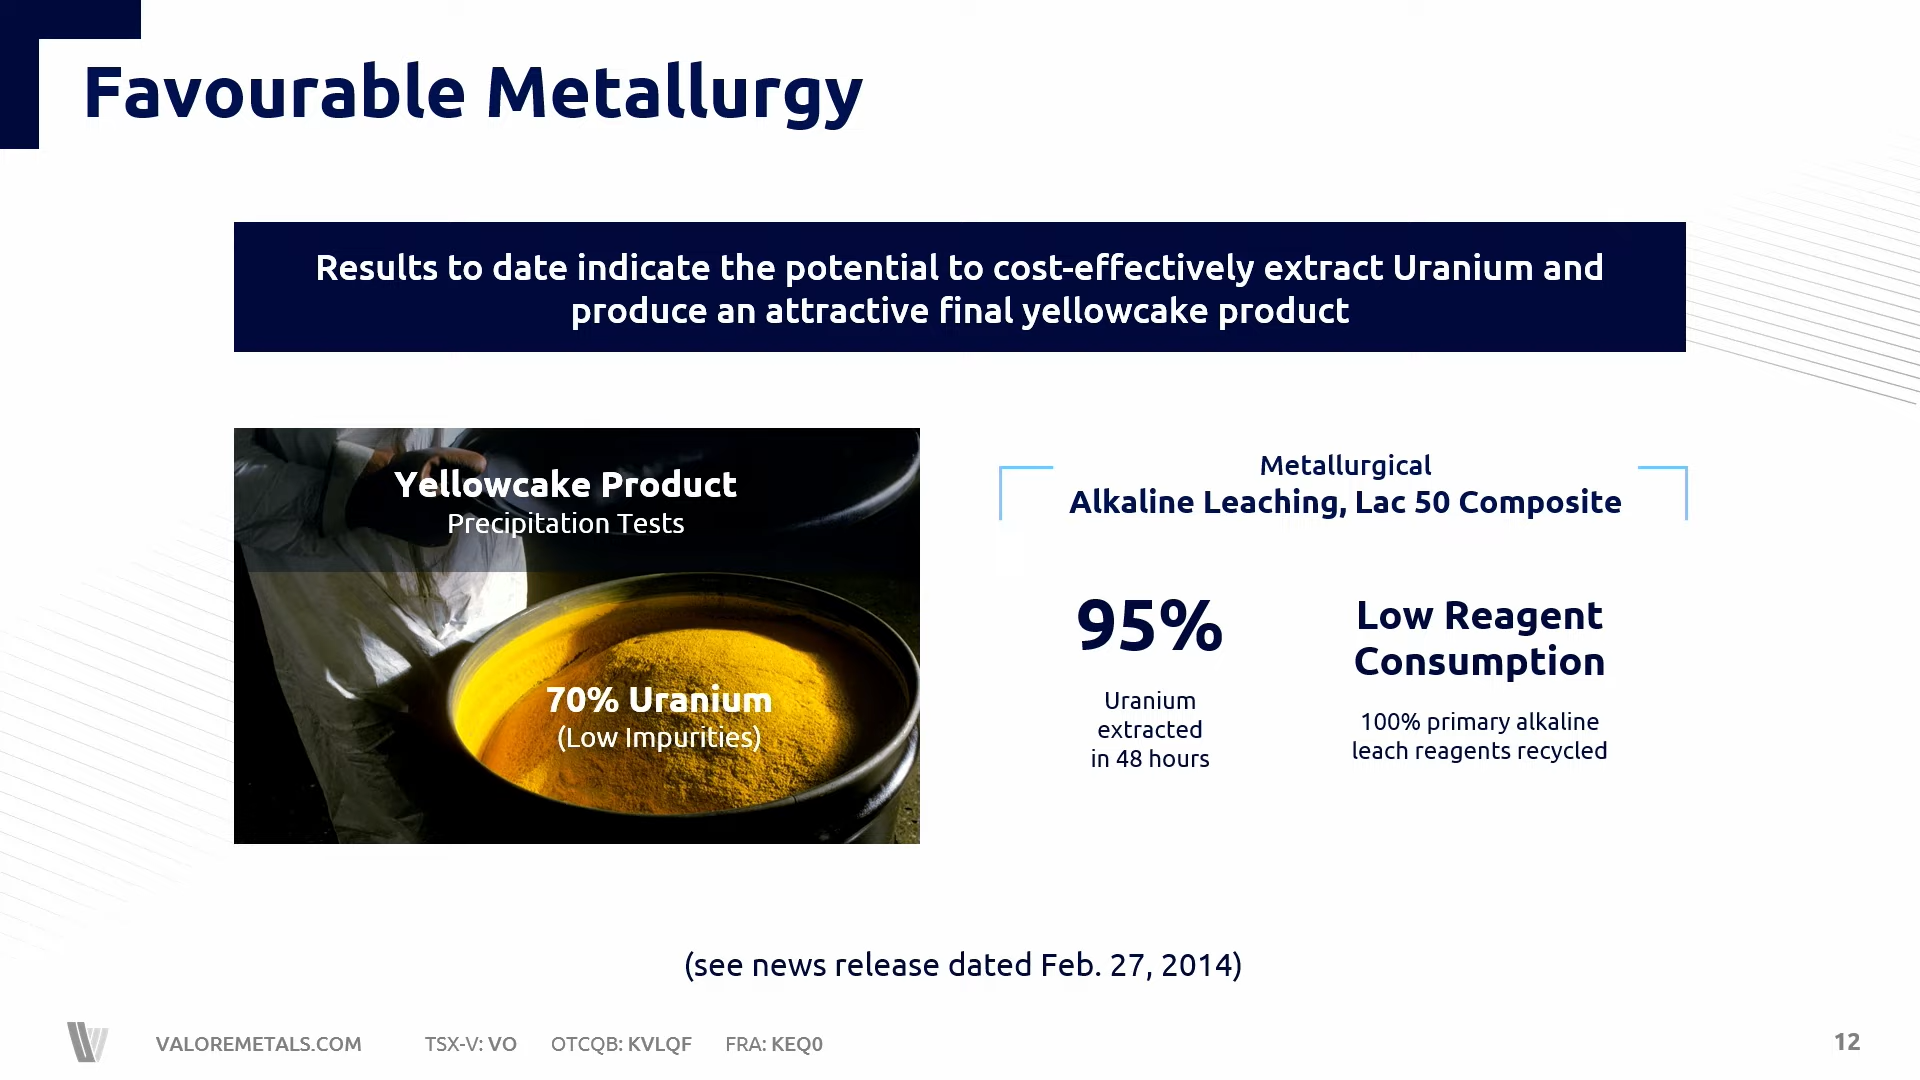 Favourable Metallurgy
Results to date indicate the potential to cost-effectively extract Uranium and
produce an attractive final yellowcake product
Yellowcake Product
Precipitation Tests
70% Uranium
(Low Impurities)
Metallurgical
Alkaline Leaching, Lac 50 Composite
95%
Uranium
extracted
in 48 hours
Low Reagent
Consumption
100% primary alkaline
leach reagents recycled
(see news release dated Feb. 27, 2014)
VALOREMETALS.COM TSX-V: VO OTCQB: KVLQF FRA: KEQ0
12